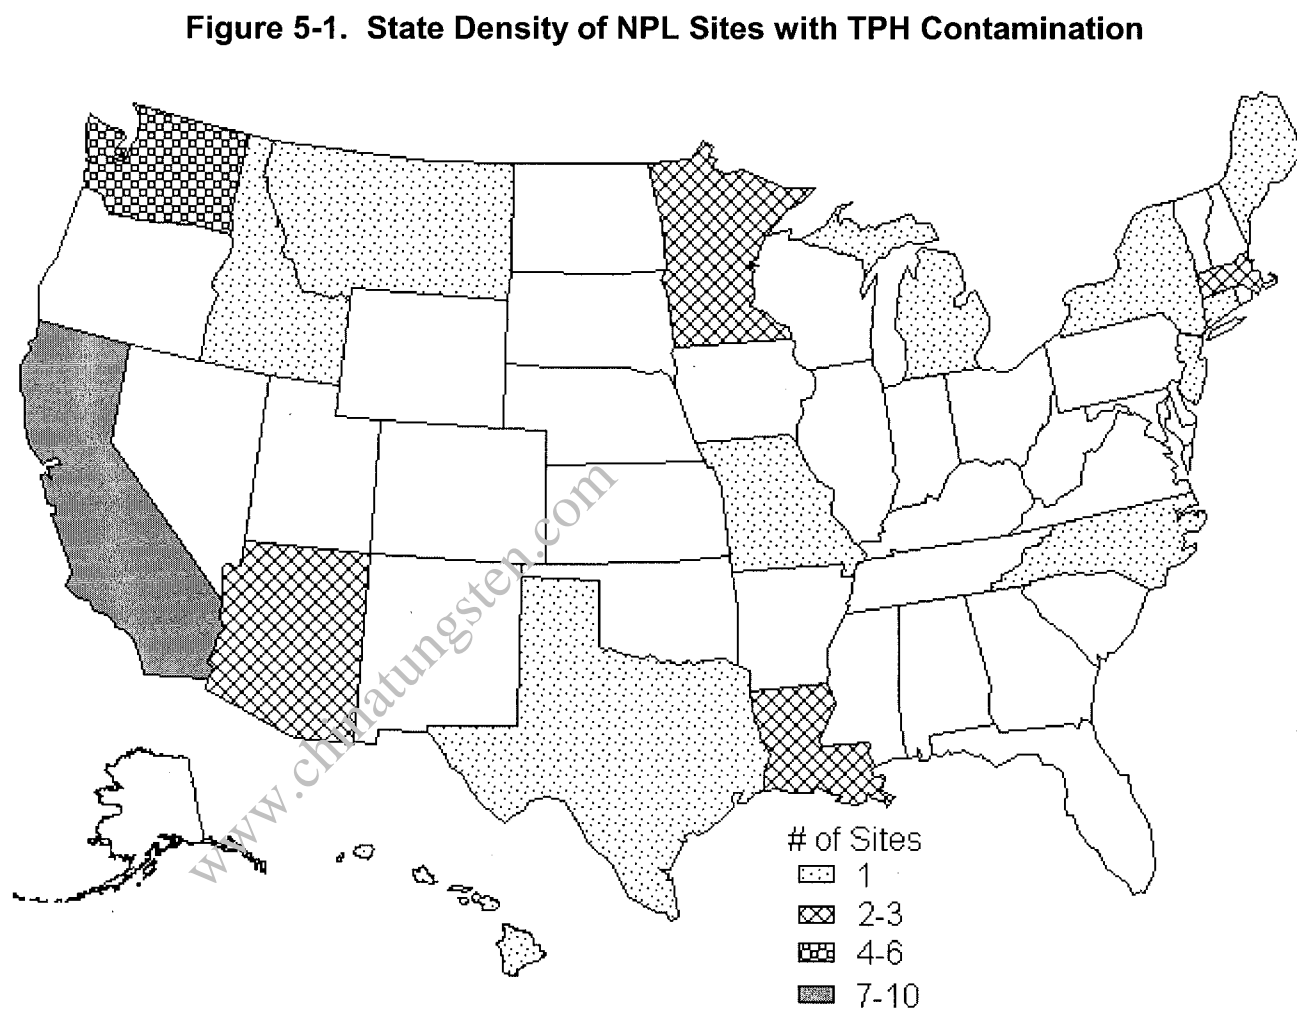 Figure 5-1. State Density of NPL Sites with TPH Contamination
www.chinatungsten.com
# of Sites
1
2-3
4-6
7-10